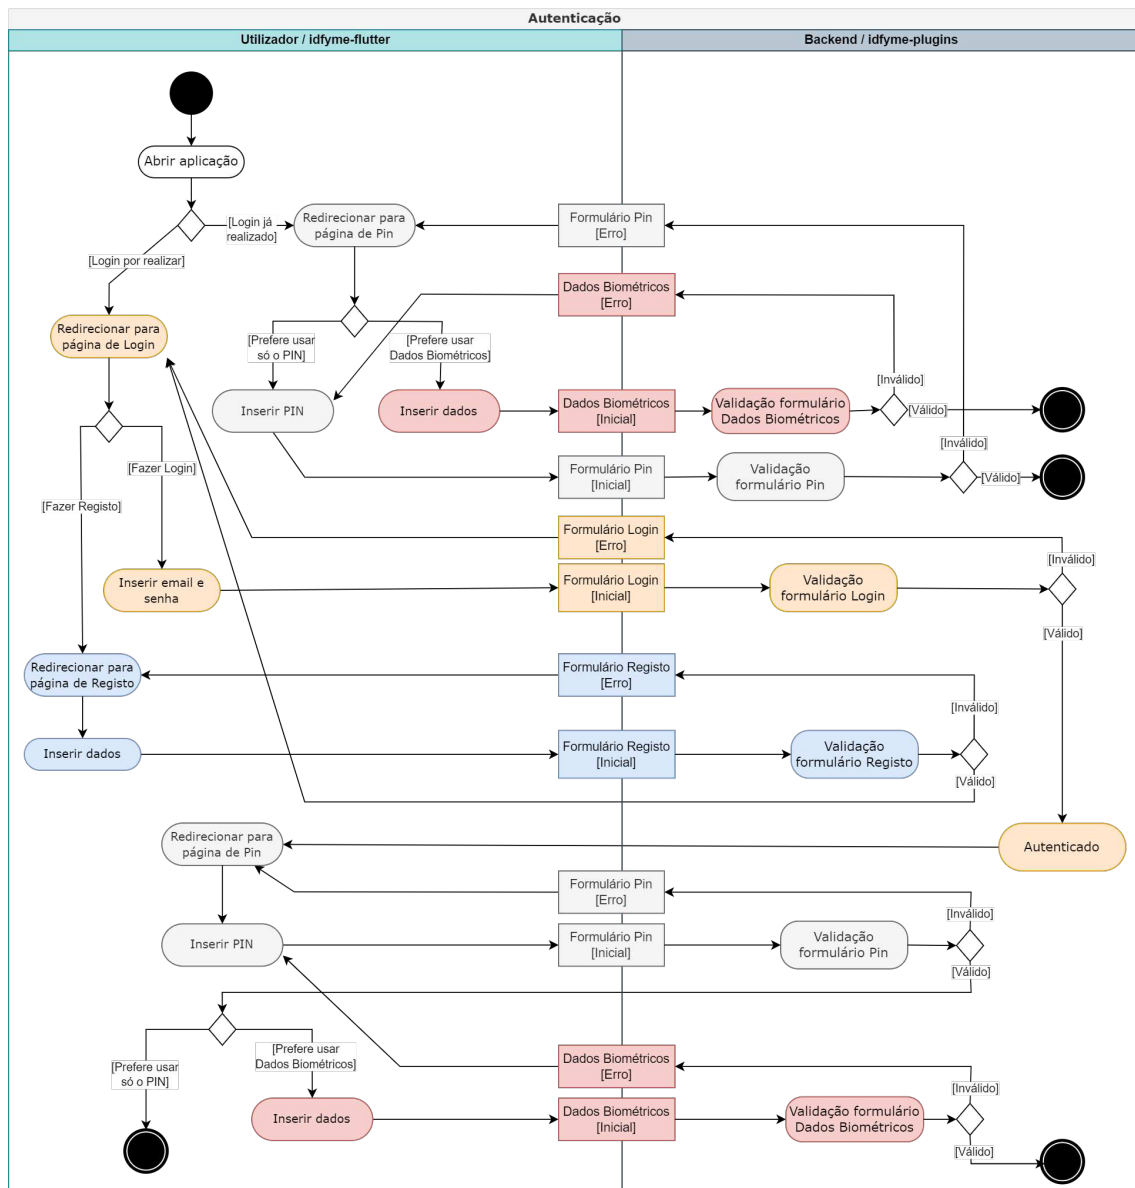 Autenticação
Utilizador / idfyme-flutter
Backend / idfyme-plugins
Abrir aplicação
[Login já
realizado]
Redirecionar para
página de Pin
Formulário Pin
[Erro]
[Login por realizar]
Dados Biométricos
[Erro]
Redirecionar para
página de Login
[Prefere usar
só o PIN]
[Prefere usar
Dados Biométricos]
[Inválido]
Inserir PIN
Inserir dados
Dados Biométricos
[Inicial]
Validação formulário
Dados Biométricos
[Válido]
[Inválido]
[Fazer Login]
Formulário Pin
[Inicial]
Validação
formulário Pin
[Válido]
[Fazer Registo]
Formulário Login
[Erro]
[Inválido]
Inserir email e
senha
Formulário Login
[Inicial]
Validação
formulário Login
[Válido]
Redirecionar para
página de Registo
Formulário Registo
[Erro]
[Inválido]
Inserir dados
Formulário Registo
[Inicial]
Validação
formulário Registo
[Válido]
Redirecionar para
página de Pin
Autenticado
Formulário Pin
[Erro]
[Inválido]
Inserir PIN
Formulário Pin
[Inicial]
Validação
formulário Pin
[Válido]
[Prefere usar
só o PIN]
[Prefere usar
Dados Biométricos]
Dados Biométricos
[Erro]
[Inválido]
Inserir dados
Dados Biométricos
[Inicial]
Validação formulário
Dados Biométricos
[Válido]